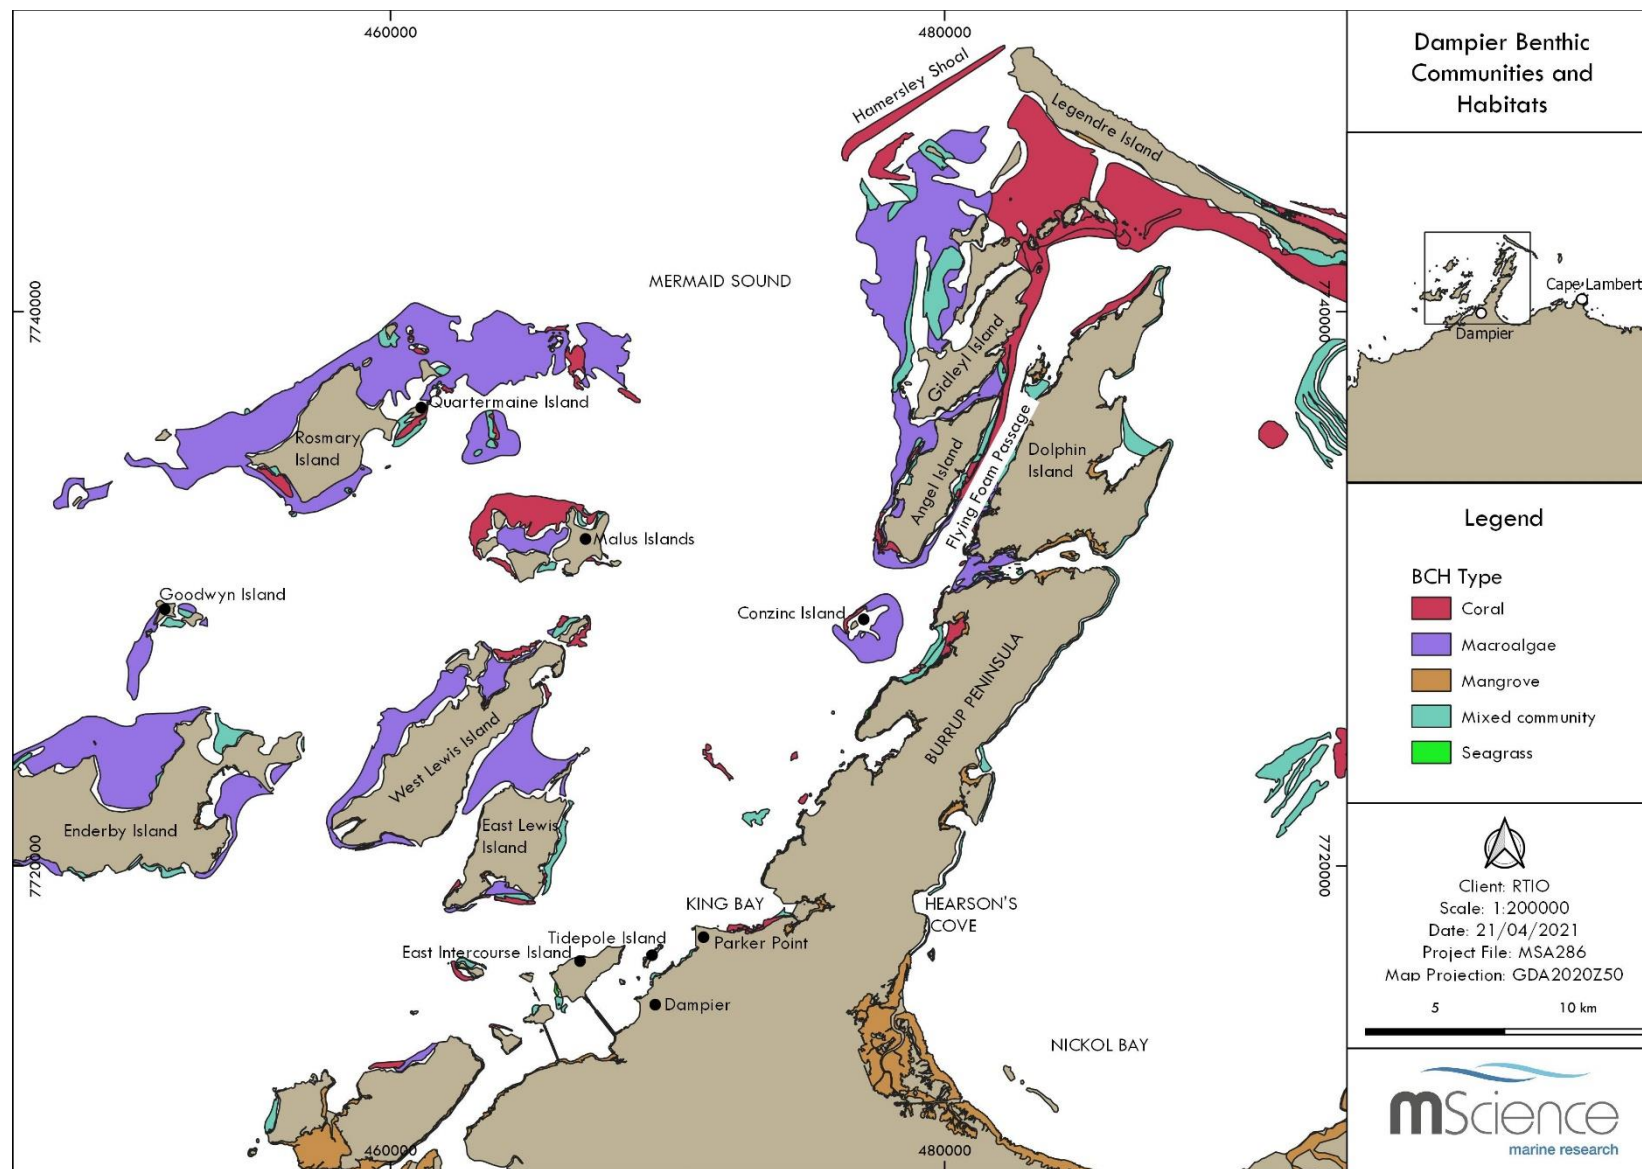 460000
480000
Hamersley Shoal
Legendre Island
MERMAID SOUND
7740000
7740000
Gidleyl Island
Quartermaine Island
Rosmary
Island
Angel Island
Flying Foam Passage
Dolphin
Island
Malus Islands
Goodwyn Island
Conzinc Island
BURRUP PENINSULA
West Lewis Island
Enderby Island
East Lewis
Island
7720000
7720000
KING BAY
HEARSON'S
COVE
Tidepole Island
Parker Point
East Intercourse Island
Dampier
NICKOL BAY
460000
480000
Dampier Benthic
Communities and
Habitats
Cape Lambert
Dampier
Legend
BCH Type
Coral
Macroalgae
Mangrove
Mixed community
Seagrass
Client: RTIO
Scale: 1:200000
Date: 21/04/2021
Project File: MSA286
Map Projection: GDA2020Z50
5 10 km
mScience
marine research